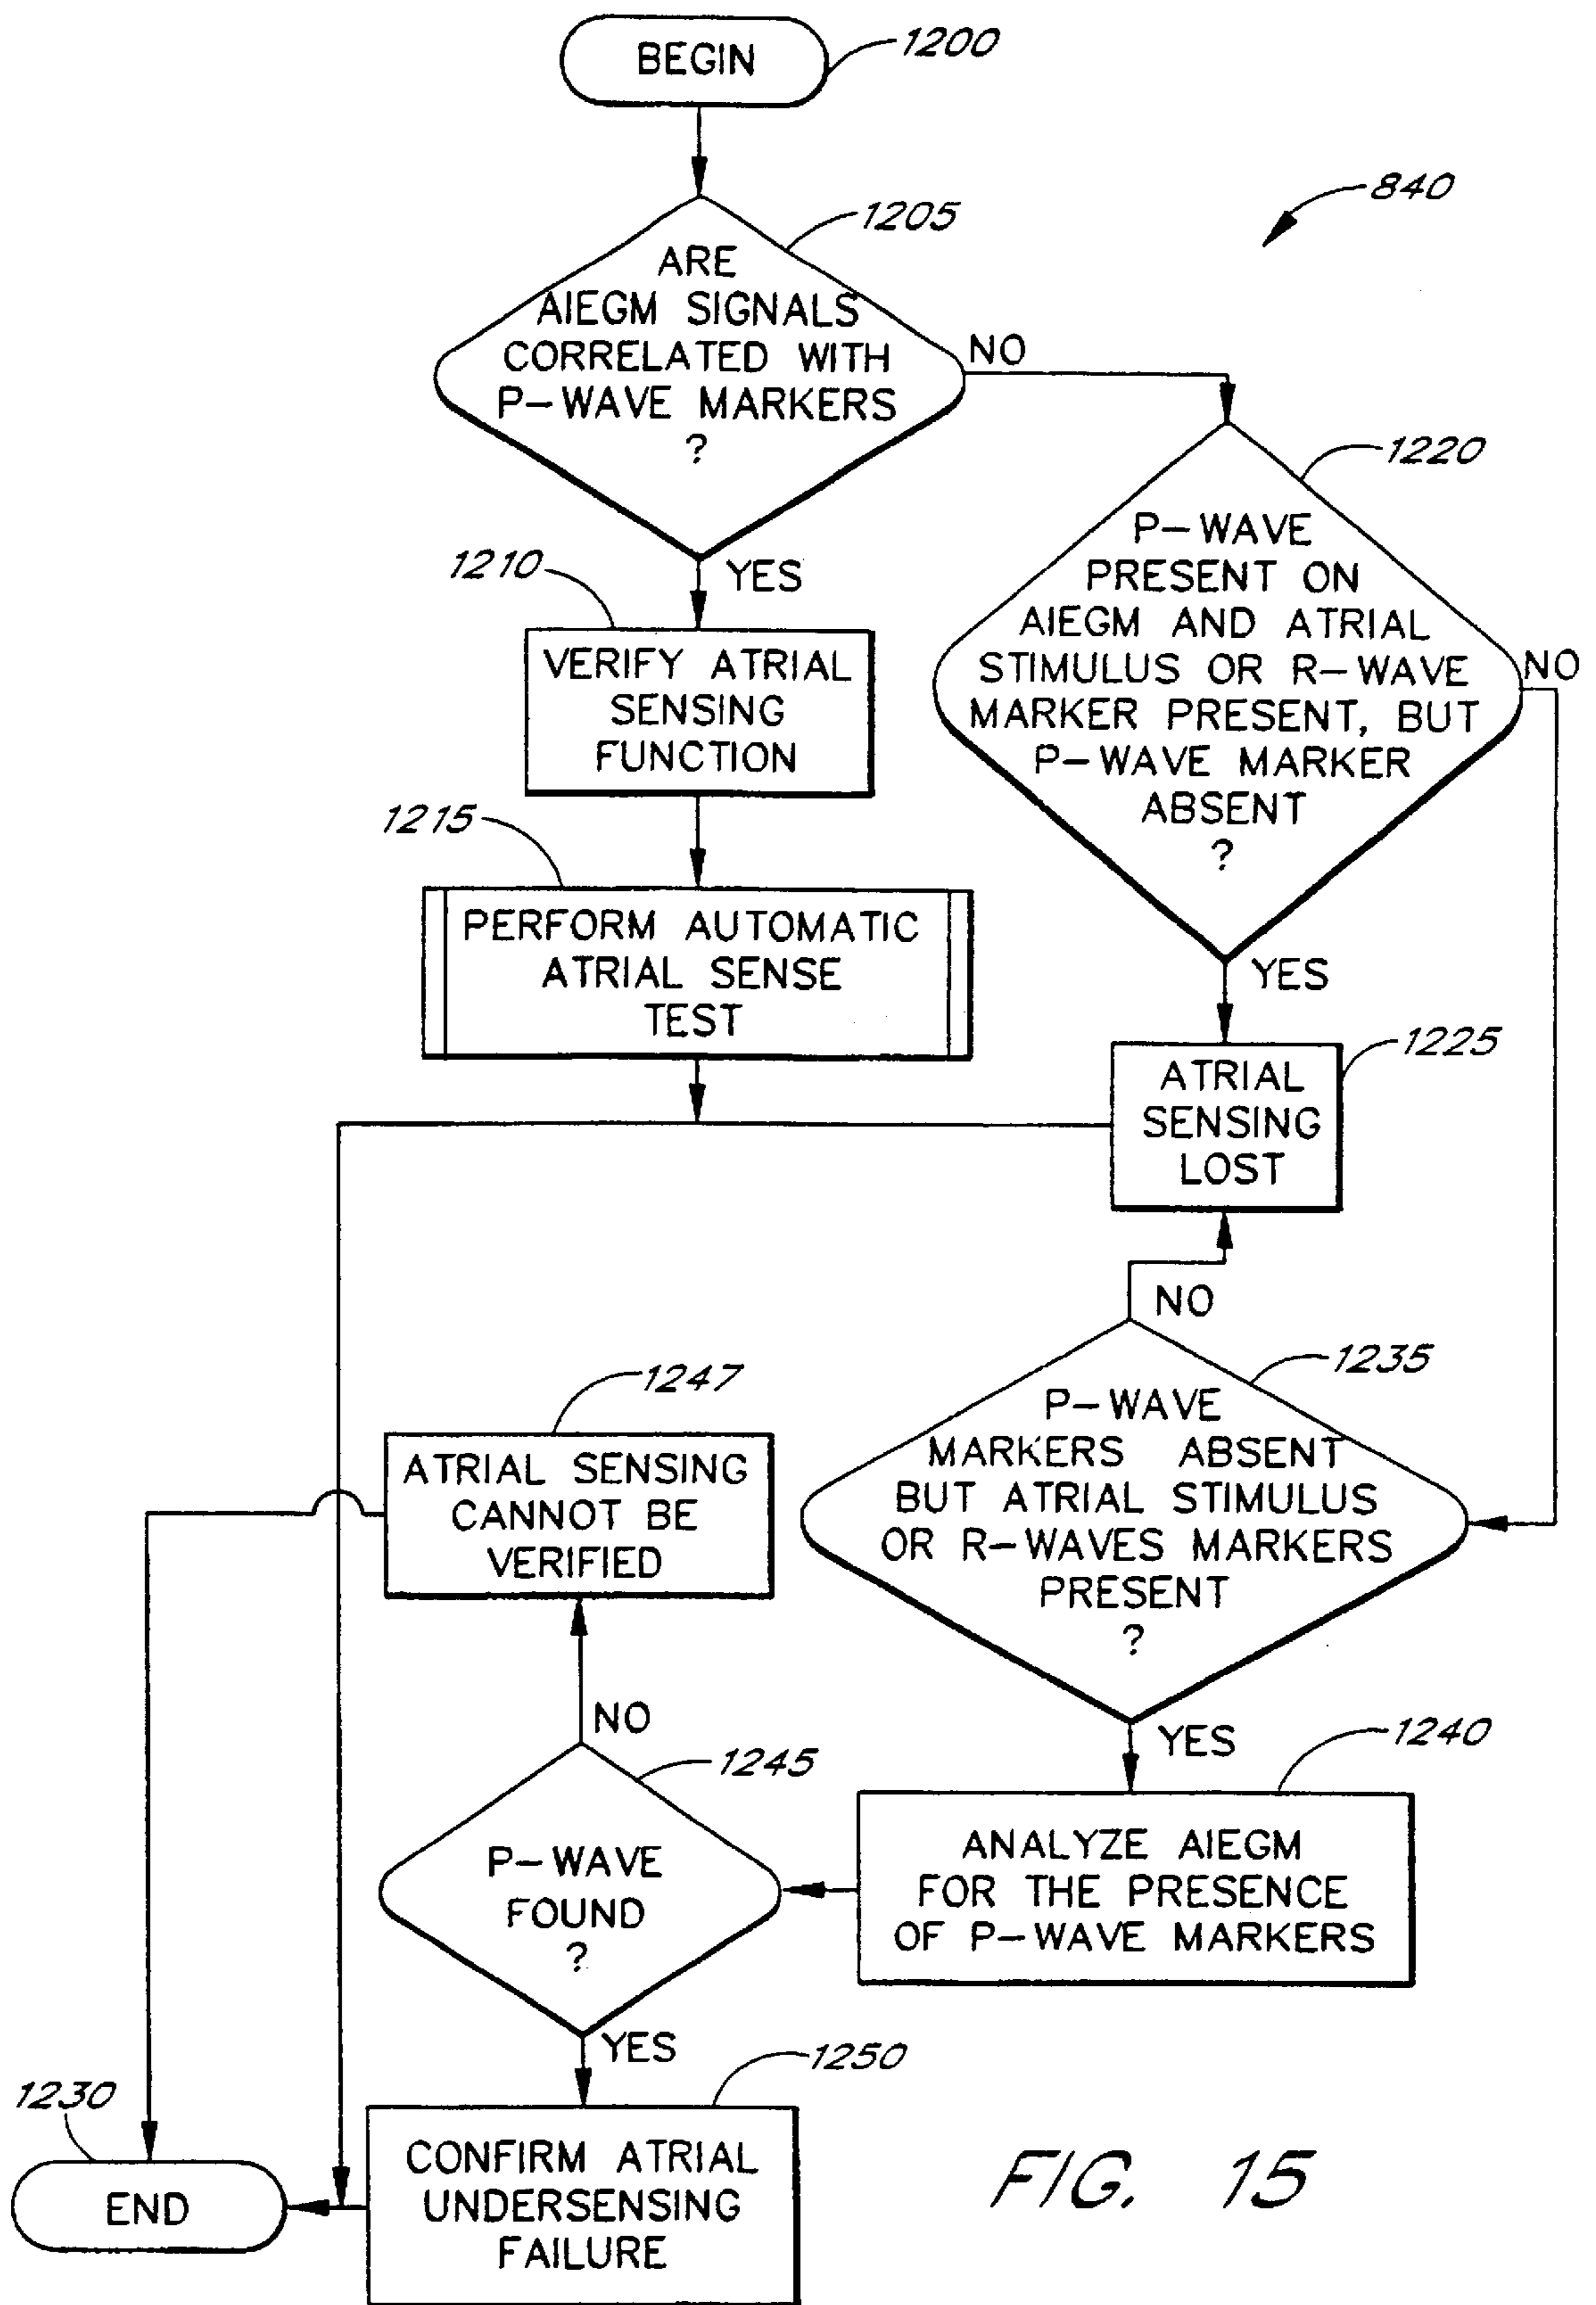 BEGIN
1200
840
1205
ARE
AIEGM SIGNALS
CORRELATED WITH
P-WAVE MARKERS
?
NO
YES
1220
P-WAVE
PRESENT ON
AIEGM AND ATRIAL
STIMULUS OR R-WAVE
MARKER PRESENT, BUT
P-WAVE MARKER
ABSENT
?
NO
YES
1210
VERIFY ATRIAL
SENSING
FUNCTION
1215
PERFORM AUTOMATIC
ATRIAL SENSE
TEST
1225
ATRIAL
SENSING
LOST
NO
1235
P-WAVE
MARKERS ABSENT
BUT ATRIAL STIMULUS
OR R-WAVES MARKERS
PRESENT
?
YES
1247
ATRIAL SENSING
CANNOT BE
VERIFIED
NO
1240
ANALYZE AIEGM
FOR THE PRESENCE
OF P-WAVE MARKERS
1245
P-WAVE
FOUND
?
YES
1250
CONFIRM ATRIAL
UNDERSENSING
FAILURE
1230
END
FIG. 15